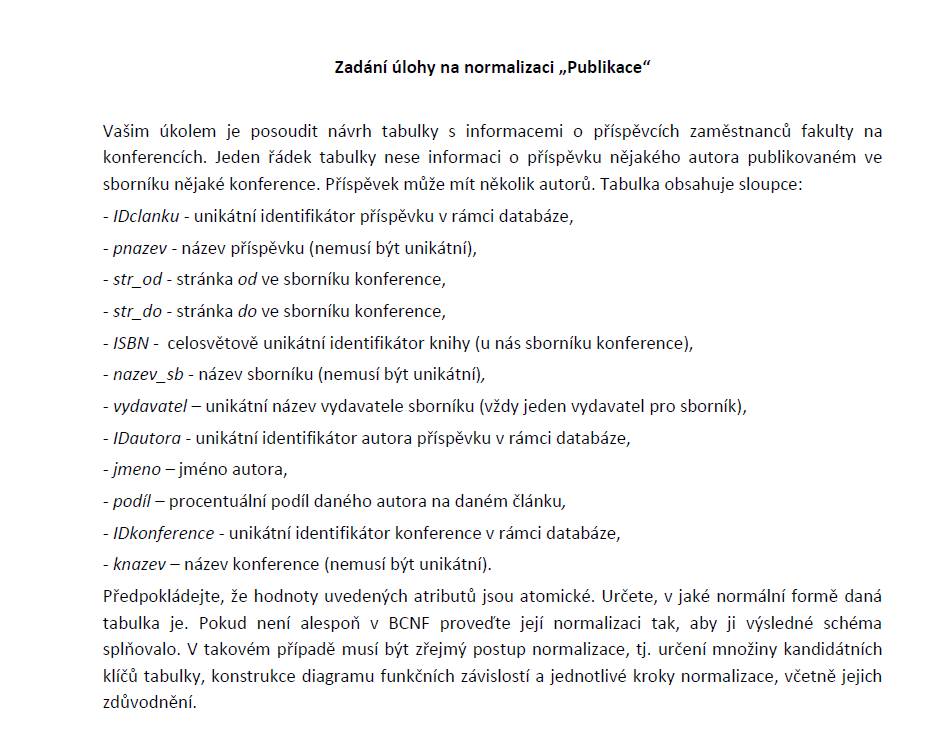 Zadání úlohy na normalizaci „Publikace“
Vašim úkolem je posoudit návrh tabulky s informacemi o příspěvcích zaměstnanců fakulty na
konferencích. Jeden řádek tabulky nese informaci o příspěvku nějakého autora publikovaném ve
sborníku nějaké konference. Příspěvek může mít několik autorů. Tabulka obsahuje sloupce:
- IDclanku - unikátní identifikátor příspěvku v rámci databáze,
- pnazev - název příspěvku (nemusí být unikátní),
- str_od - stránka od ve sborníku konference,
- str_do - stránka do ve sborníku konference,
- ISBN - celosvětově unikátní identifikátor knihy (u nás sborníku konference),
- nazev_sb - název sborníku (nemusí být unikátní),
- vydavatel – unikátní název vydavatele sborníku (vždy jeden vydavatel pro sborník),
- IDautora - unikátní identifikátor autora příspěvku v rámci databáze,
- jmeno – jméno autora,
- podíl – procentuální podíl daného autora na daném článku,
- IDkonference - unikátní identifikátor konference v rámci databáze,
- knazev – název konference (nemusí být unikátní).
Předpokládejte, že hodnoty uvedených atributů jsou atomické. Určete, v jaké normální formě daná
tabulka je. Pokud není alespoň v BCNF proveďte její normalizaci tak, aby ji výsledné schéma
splňovalo. V takovém případě musí být zřejmý postup normalizace, tj. určení množiny kandidátních
klíčů tabulky, konstrukce diagramu funkčních závislostí a jednotlivé kroky normalizace, včetně jejich
zdůvodnění.